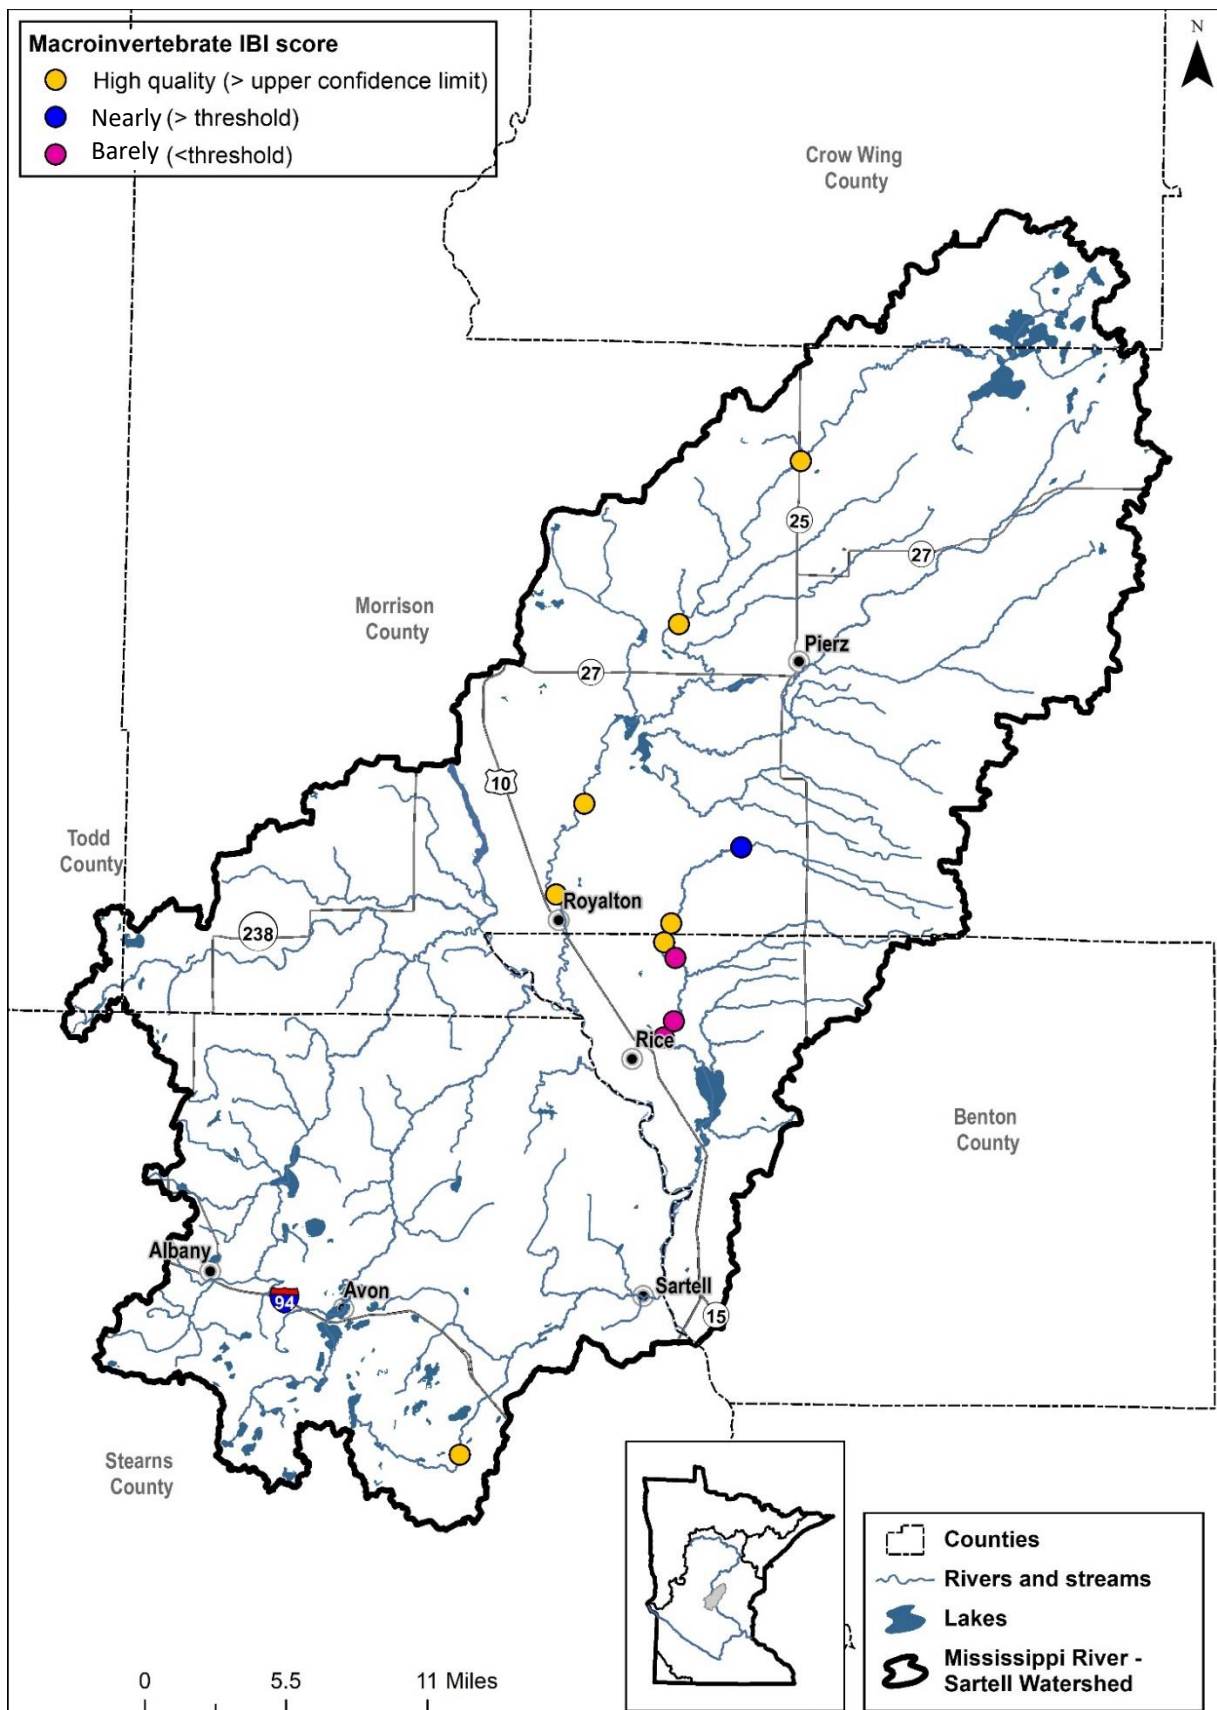 Macroinvertebrate IBI score
High quality (> upper confidence limit)
Nearly (> threshold)
Barely (<threshold)
N
Crow Wing
County
25
27
Morrison
County
Pierz
27
10
Todd
County
Royalton
238
Rice
Benton
County
Albany
Avon
94
Sartell
15
Stearns
County
Counties
Rivers and streams
Lakes
Mississippi River -
Sartell Watershed
0 5.5 11 Miles